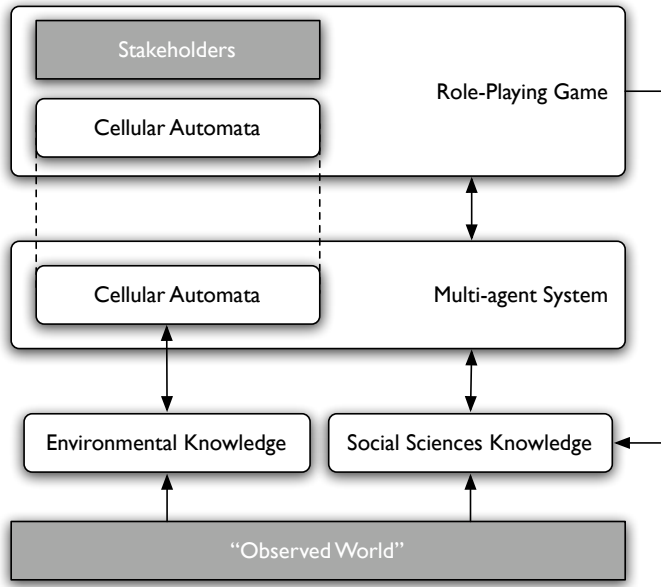 Stakeholders
Role-Playing Game
Cellular Automata
Cellular Automata
Multi-agent System
Environmental Knowledge
Social Sciences Knowledge
“Observed World”